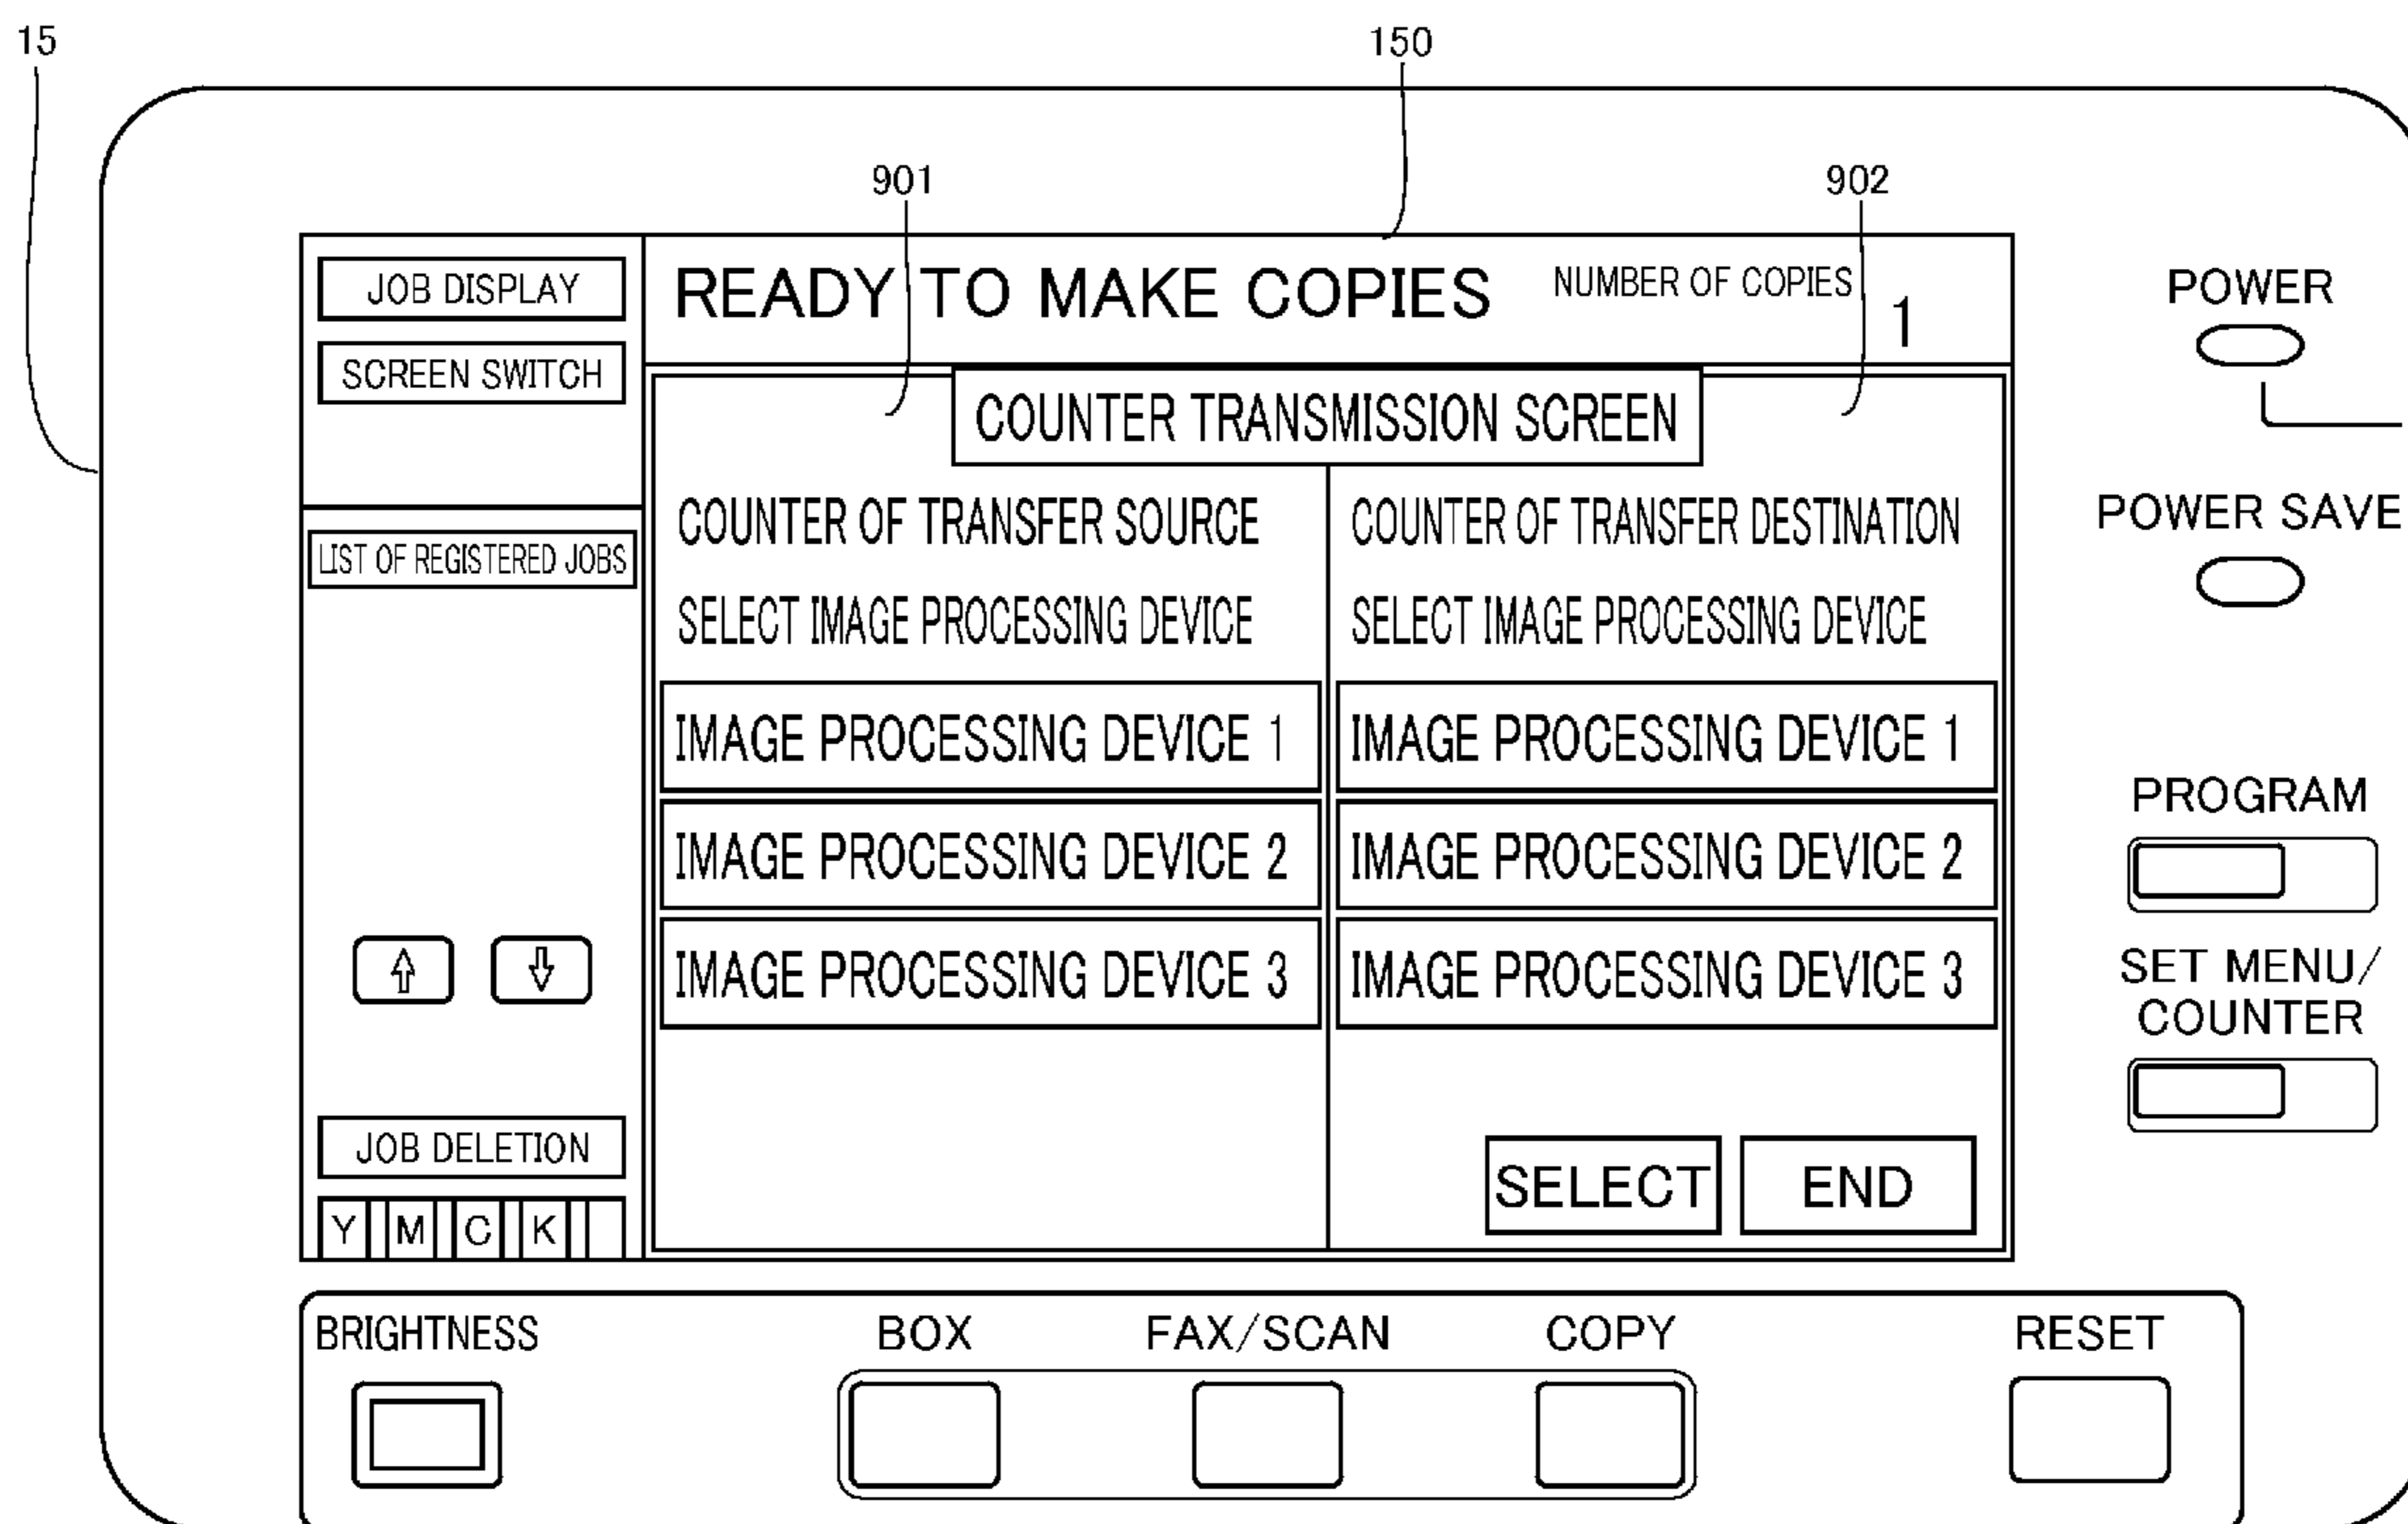 15
150
901
902
JOB DISPLAY
SCREEN SWITCH
LIST OF REGISTERED JOBS
JOB DELETION
Y M C K
READY TO MAKE COPIES
NUMBER OF COPIES
1
COUNTER TRANSMISSION SCREEN
COUNTER OF TRANSFER SOURCE
SELECT IMAGE PROCESSING DEVICE
IMAGE PROCESSING DEVICE 1
IMAGE PROCESSING DEVICE 2
IMAGE PROCESSING DEVICE 3
COUNTER OF TRANSFER DESTINATION
SELECT IMAGE PROCESSING DEVICE
IMAGE PROCESSING DEVICE 1
IMAGE PROCESSING DEVICE 2
IMAGE PROCESSING DEVICE 3
SELECT
END
POWER
POWER SAVE
PROGRAM
SET MENU/
COUNTER
BRIGHTNESS
BOX
FAX/SCAN
COPY
RESET